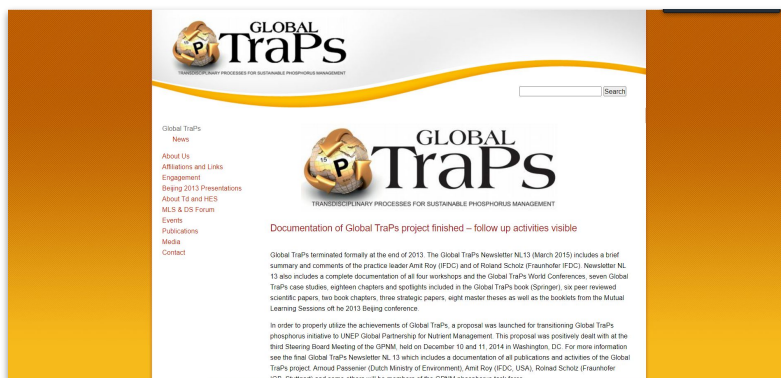 GLOBAL
TraPs
TRANSDISCIPLINARY PROCESSES FOR SUSTAINABLE PHOSPHORUS MANAGEMENT
Search
Global TraPs
News
About Us
Affiliations and Links
Engagement
Beijing 2013 Presentations
About Td and HES
MLS & DS Forum
Events
Publications
Media
Contact
15
P
GLOBAL
TraPs
TRANSDISCIPLINARY PROCESSES FOR SUSTAINABLE PHOSPHORUS MANAGEMENT
Documentation of Global TraPs project finished – follow up activities visible
Global TraPs terminated formally at the end of 2013. The Global TraPs Newsletter NL13 (March 2015) includes a brief
summary and comments of the practice leader Amit Roy (IFDC) and of Roland Scholz (Fraunhofer IFDC). Newsletter NL
13 also includes a complete documentation of all four workshops and the Global TraPs World Conferences, seven Global
TraPs case studies, eighteen chapters and spotlights included in the Global TraPs book (Springer), six peer reviewed
scientific papers, two book chapters, three strategic papers, eight master theses as well as the booklets from the Mutual
Learning Sessions oft he 2013 Beijing conference.
In order to properly utilize the achievements of Global TraPs, a proposal was launched for transitioning Global TraPs
phosphorus initiative to UNEP Global Partnership for Nutrient Management. This proposal was postively dealt with at the
third Steering Board Meeting of the GPNM, held on December 10 and 11, 2014 in Washington, DC. For more information
see the final Global TraPs Newsletter NL 13 which includes a documentation of all publications and activities of the Global
TraPs project. Arnoud Passenier (Dutch Ministry of Environment), Amit Roy (IFDC, USA), Rolnad Scholz (Fraunhofer